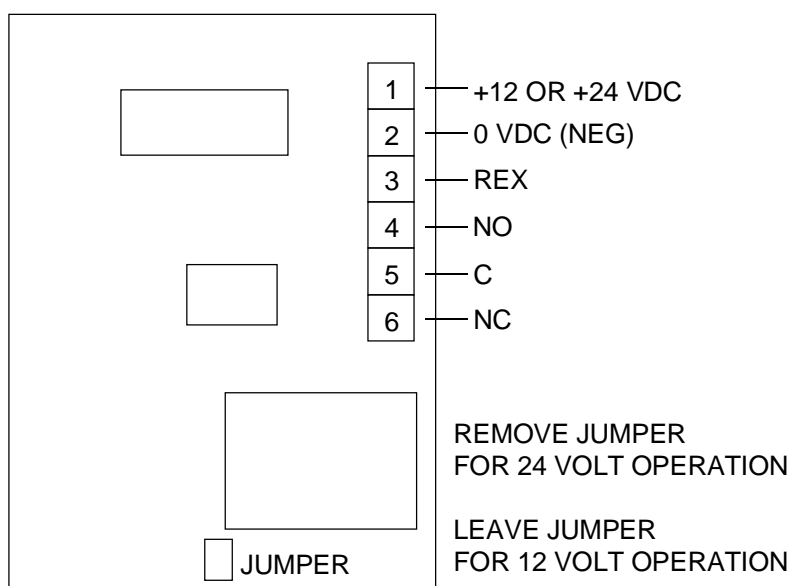 1 +12 OR +24 VDC
2 0 VDC (NEG)
3 REX
4 NO
5 C
6 NC
REMOVE JUMPER
FOR 24 VOLT OPERATION
LEAVE JUMPER
FOR 12 VOLT OPERATION
JUMPER